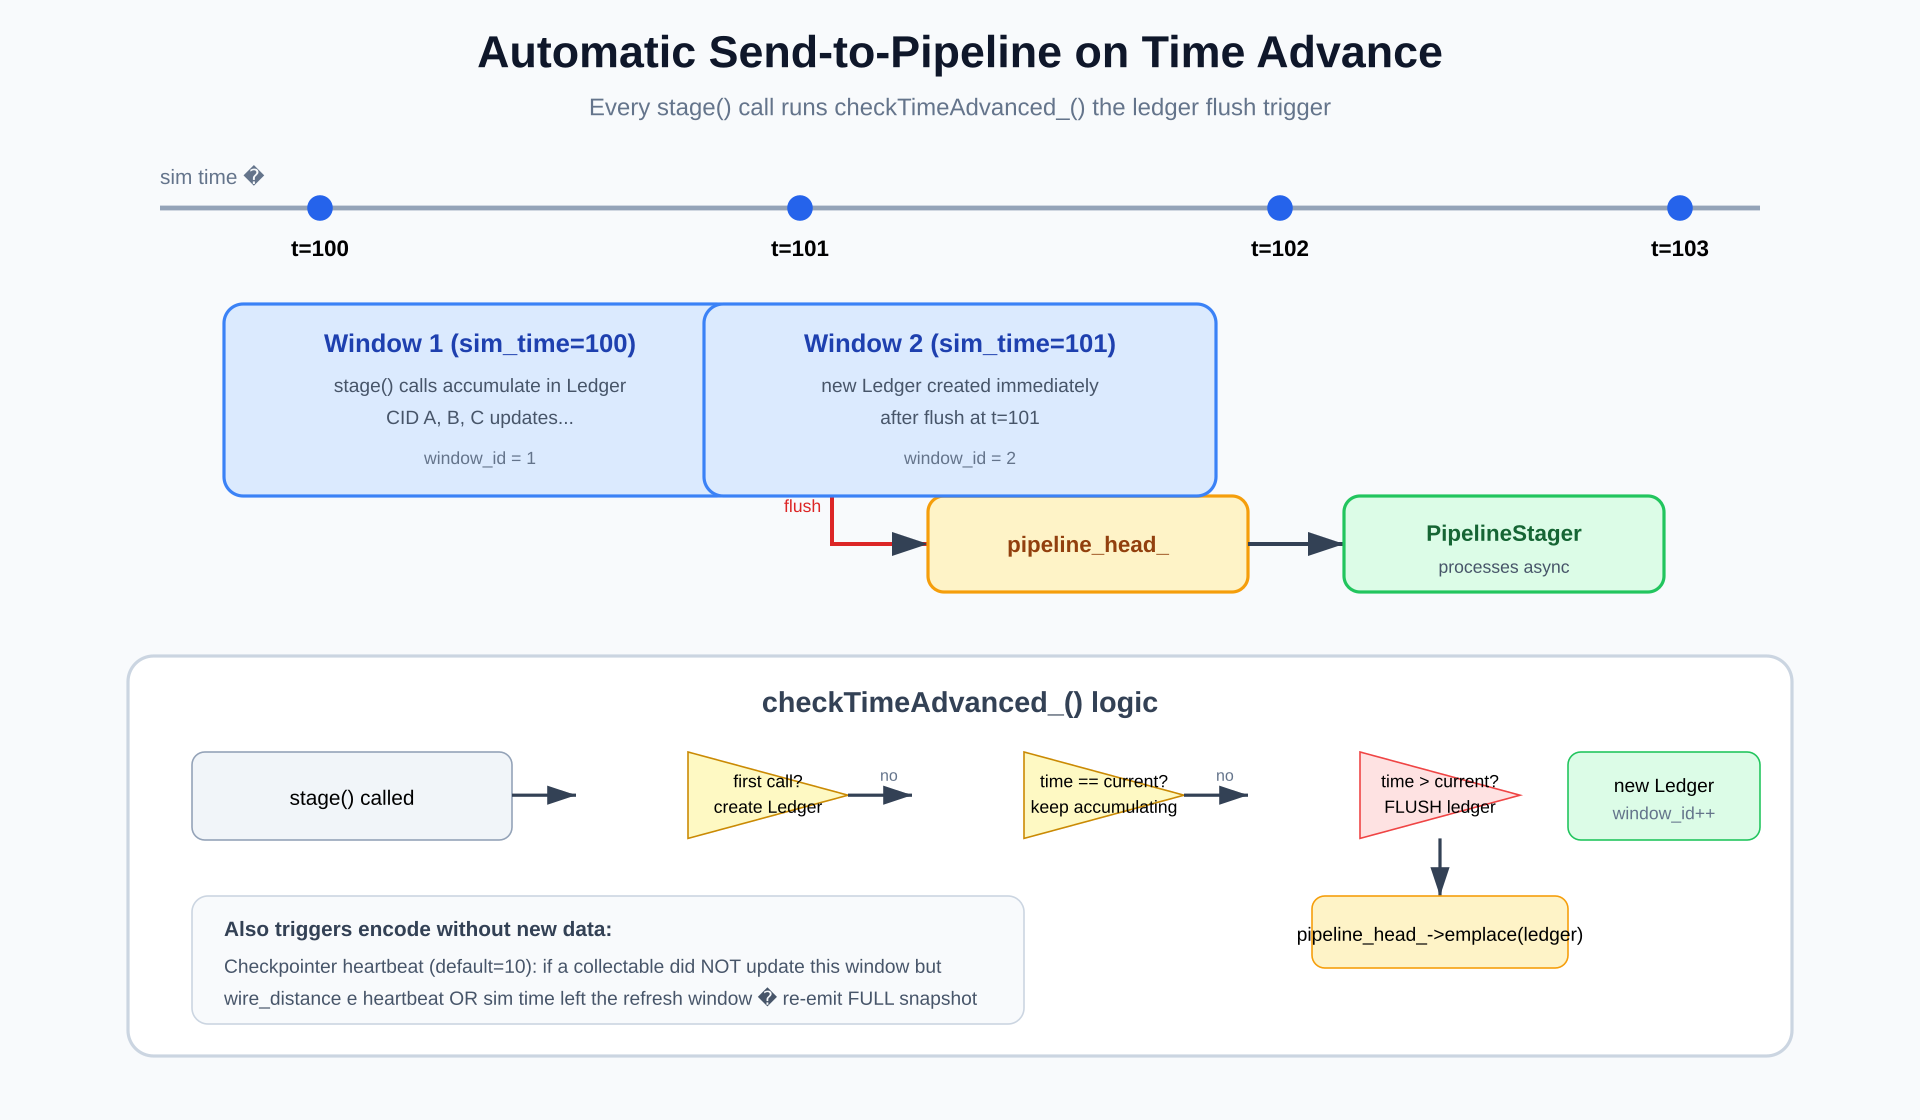 Automatic Send-to-Pipeline on Time Advance
Every stage() call runs checkTimeAdvanced_() the ledger flush trigger
sim time �
t=100
t=101
t=102
t=103
Window 1 (sim_time=100)
stage() calls accumulate in Ledger
CID A, B, C updates...
window_id = 1
Window 2 (sim_time=101)
new Ledger created immediately
after flush at t=101
window_id = 2
flush
pipeline_head_
PipelineStager
processes async
checkTimeAdvanced_() logic
stage() called
first call?
create Ledger
no
time == current?
keep accumulating
no
time > current?
FLUSH ledger
new Ledger
window_id++
pipeline_head_->emplace(ledger)
Also triggers encode without new data:
Checkpointer heartbeat (default=10): if a collectable did NOT update this window but
wire_distance e heartbeat OR sim time left the refresh window � re-emit FULL snapshot